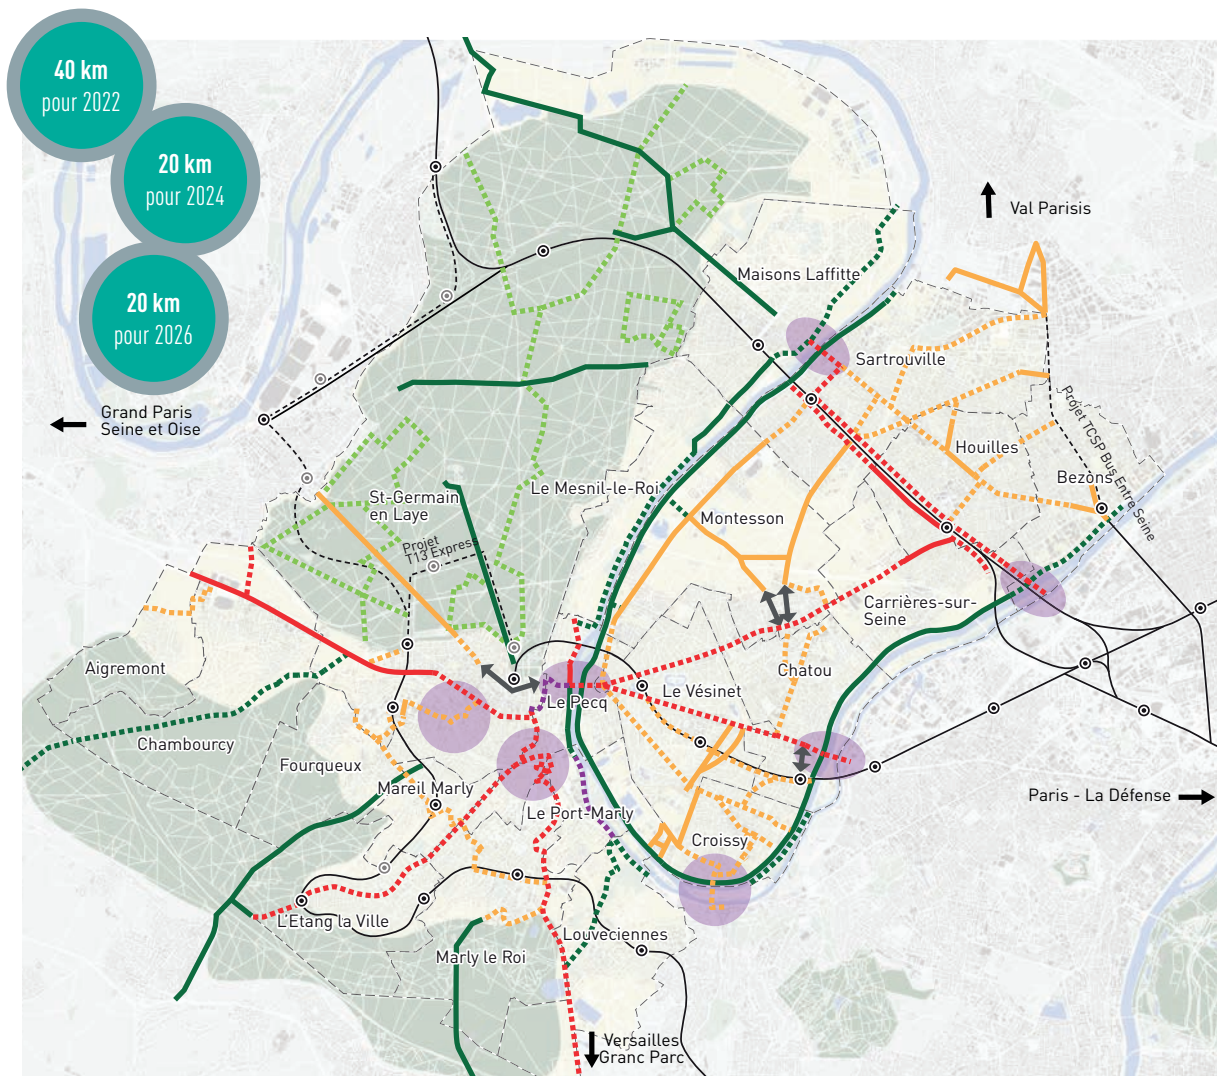 40 km
pour 2022
20 km
pour 2024
20 km
pour 2026
Val Parisis
Maisons Laffitte
Sartrouville
Grand Paris
Seine et Oise
Projet TCSP Bus Entre Seine
Houilles
Bezons
St-Germain
en Laye
Le Mesnil-le-Roi
Montesson
Projet
T13 Express
Carrières-sur-
Seine
Aigremont
Chatou
Le Vésinet
Le Pecq
Chambourcy
Fourqueux
Mareil Marly
Paris - La Défense
Le Port-Marly
Croissy
L'Etang la Ville
Louveciennes
Marly le Roi
Versailles
Granc Parc